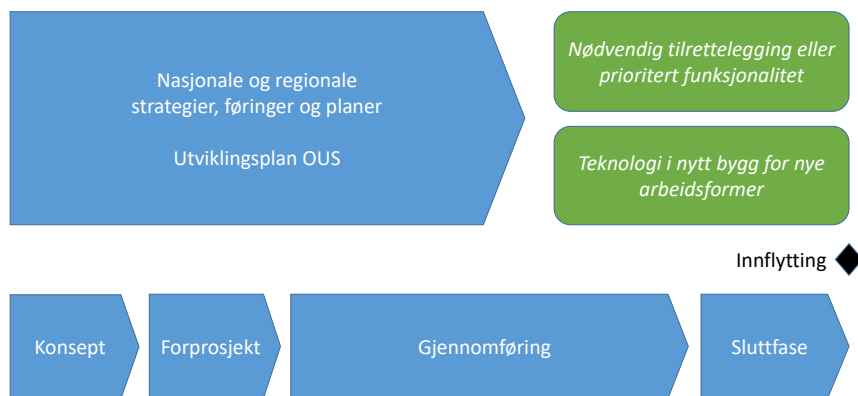 Nasjonale og regionale
strategier, føringer og planer
Utviklingsplan OUS
Nødvendig tilrettelegging eller
prioritert funksjonalitet
Teknologi i nytt bygg for nye
arbeidsformer
Innflytting
Konsept
Forprosjekt
Gjennomføring
Sluttfase